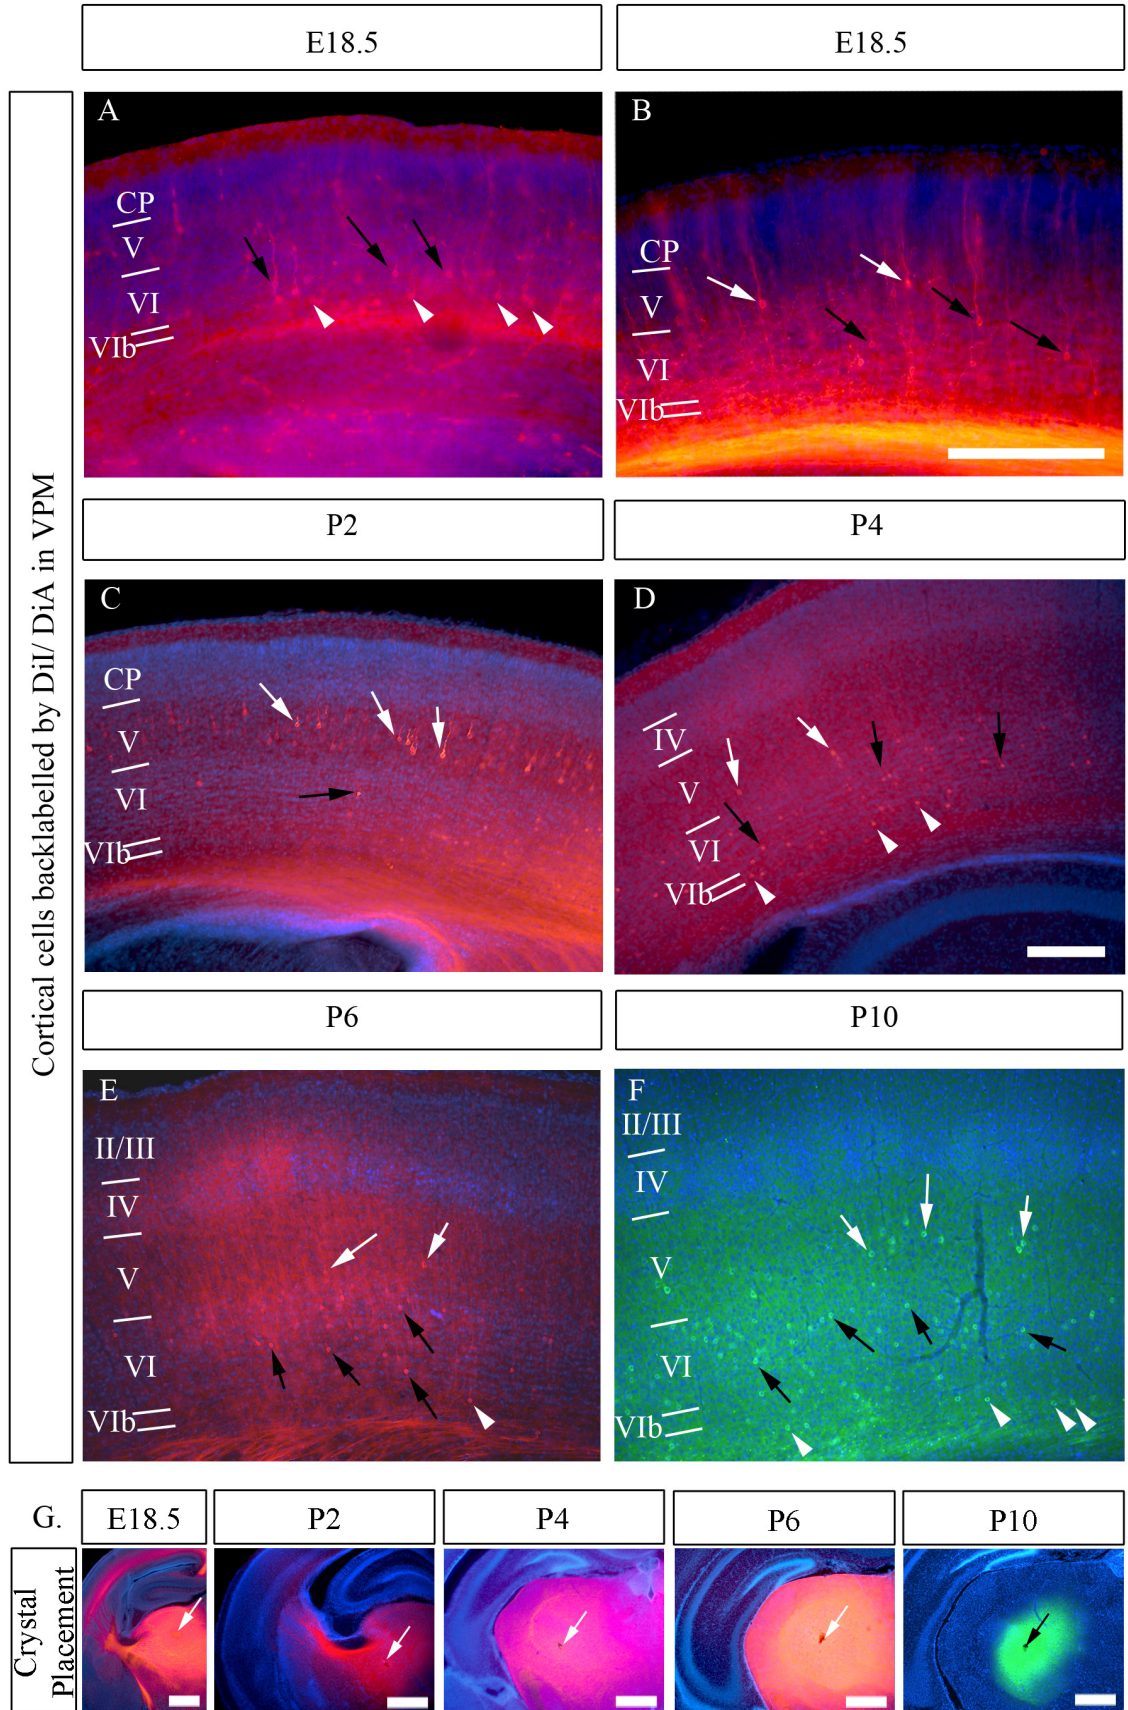 E18.5
E18.5
Cortical cells backlabelled by DiI/ DiA in VPM
A
CP
V
VI
VIb
B
CP
V
VI
VIb
P2
P4
C
CP
V
VI
VIb
D
IV
V
VI
VIb
P6
P10
E
II/III
IV
V
VI
VIb
F
II/III
IV
V
VI
VIb
G.
E18.5
P2
P4
P6
P10
Crystal
Placement